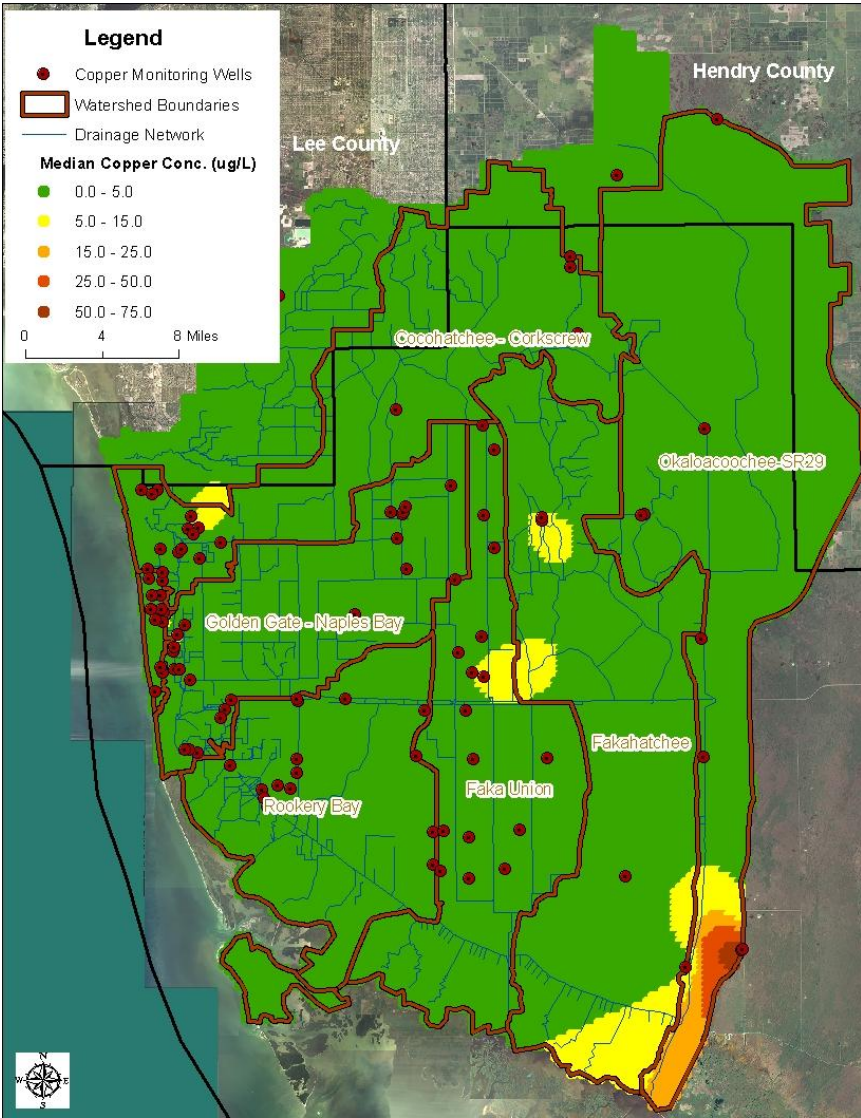 Legend
Copper Monitoring Wells
Watershed Boundaries
Drainage Network
Median Copper Conc. (ug/L)
0.0 - 5.0
5.0 - 15.0
15.0 - 25.0
25.0 - 50.0
50.0 - 75.0
0 4 8 Miles
Hendry County
Lee County
Cocohatchee - Corkscrew
Okaloacoochee-SR29
Golden Gate - Naples Bay
Fakahatchee
Faka Union
Rookery Bay
N
W E
S